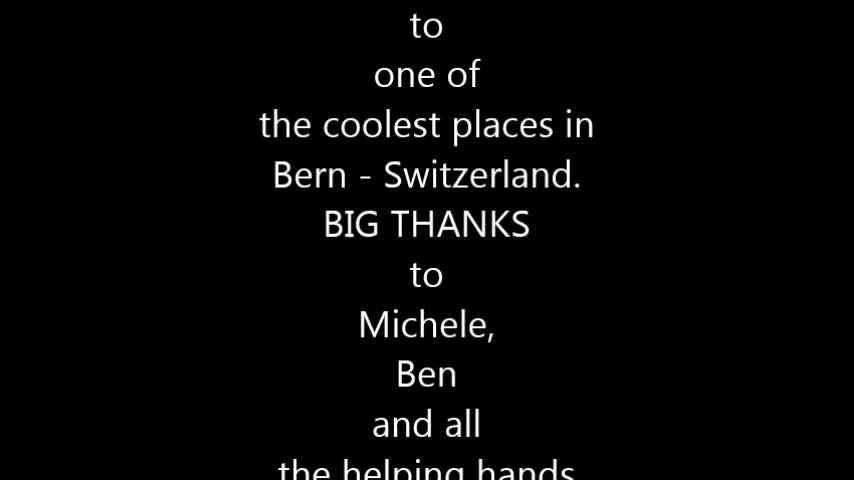 to
one of
the coolest places in
Bern - Switzerland.
BIG THANKS
to
Michele,
Ben
and all
the helping hands